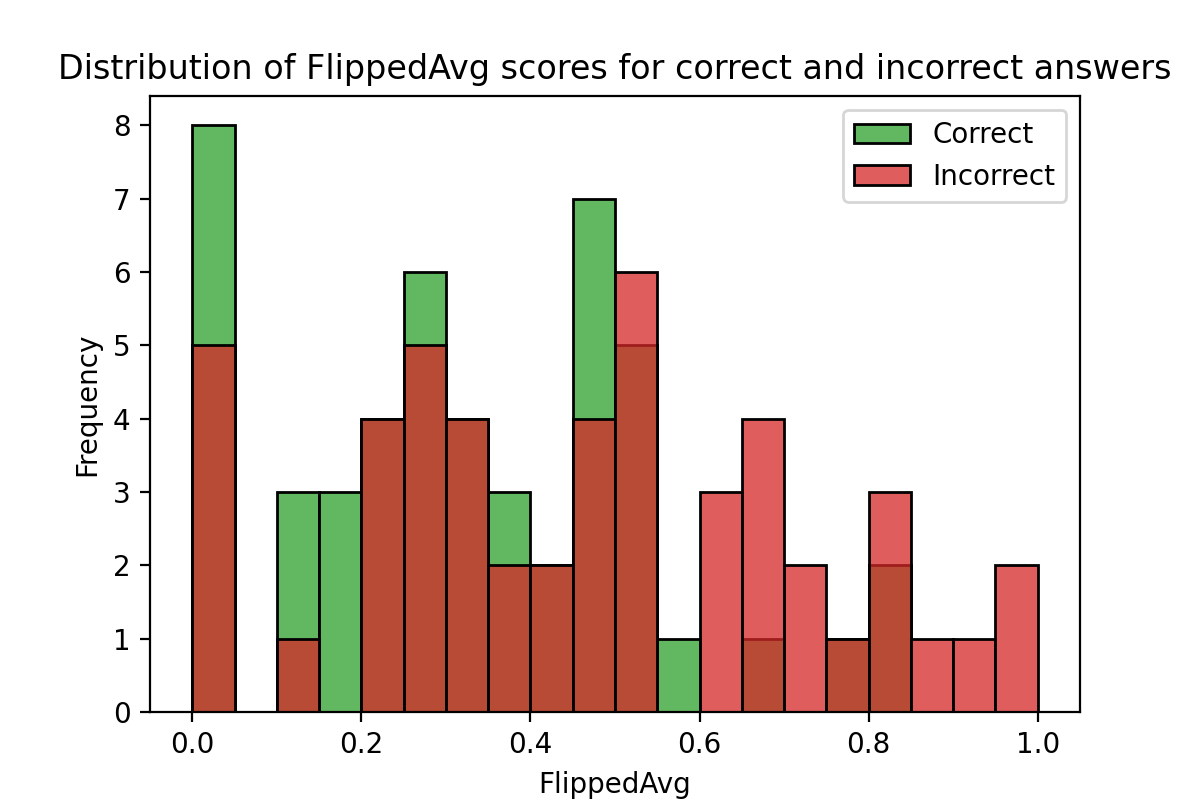 Distribution of FlippedAvg scores for correct and incorrect answers
Correct
Incorrect
Frequency
8
7
6
5
4
3
2
1
0
0.0 0.2 0.4 0.6 0.8 1.0
FlippedAvg